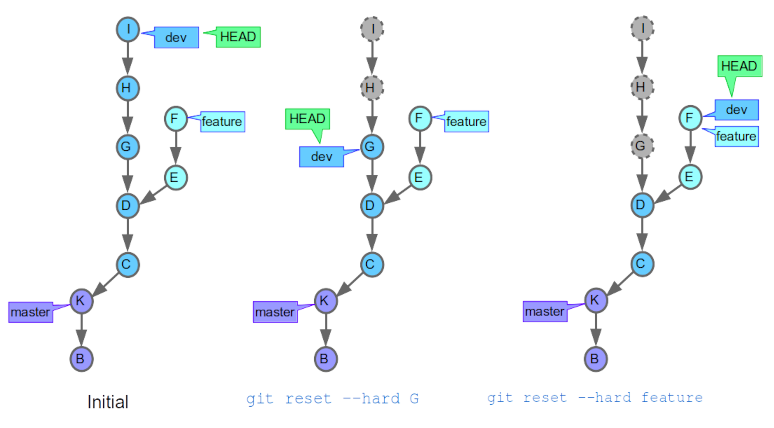 I
dev
HEAD
H
F
feature
G
E
D
C
K
master
B
Initial
I
H
HEAD
F
feature
dev
G
E
D
C
K
master
B
git reset --hard G
I
HEAD
H
dev
F
feature
G
E
D
C
K
master
B
git reset --hard feature